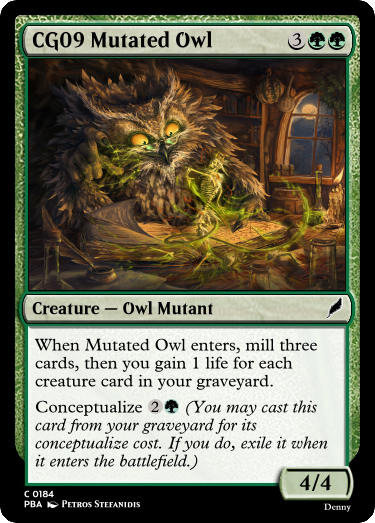 CG09 Mutated Owl 3
Creature — Owl Mutant
When Mutated Owl enters, mill three
cards, then you gain 1 life for each
creature card in your graveyard.
Conceptualize 2 (You may cast this
card from your graveyard for its
conceptualize cost. If you do, exile it when
it enters the battlefield.)
4/4
C 0184
PBA Petros Stefanidis
Denny